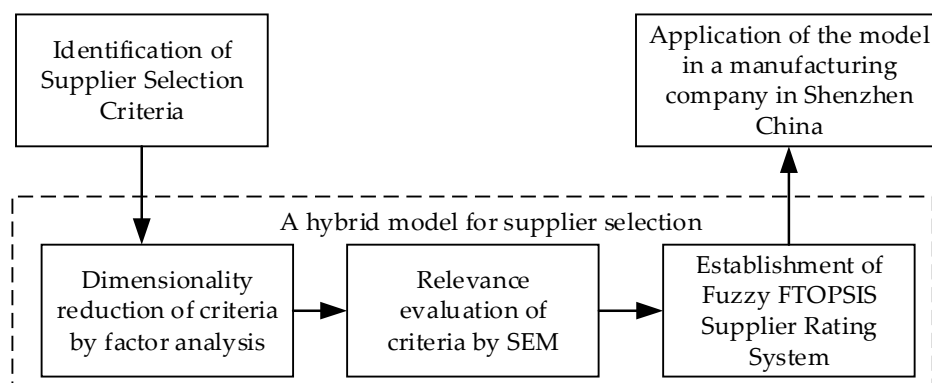 Identification of
Supplier Selection
Criteria
Application of the model
in a manufacturing
company in Shenzhen
China
A hybrid model for supplier selection
Dimensionality
reduction of criteria
by factor analysis
Relevance
evaluation of
criteria by SEM
Establishment of
Fuzzy FTOPSIS
Supplier Rating
System